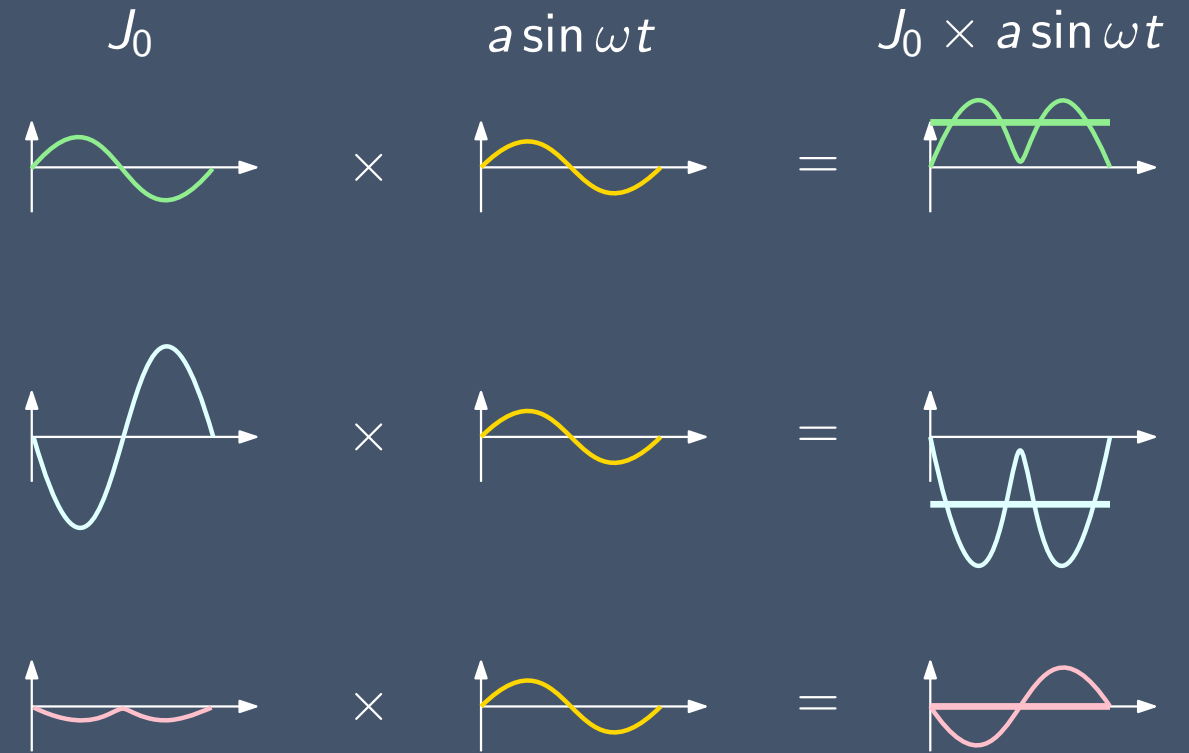 J₀ a sin ωt J₀ × a sin ωt
× =
× =
× =